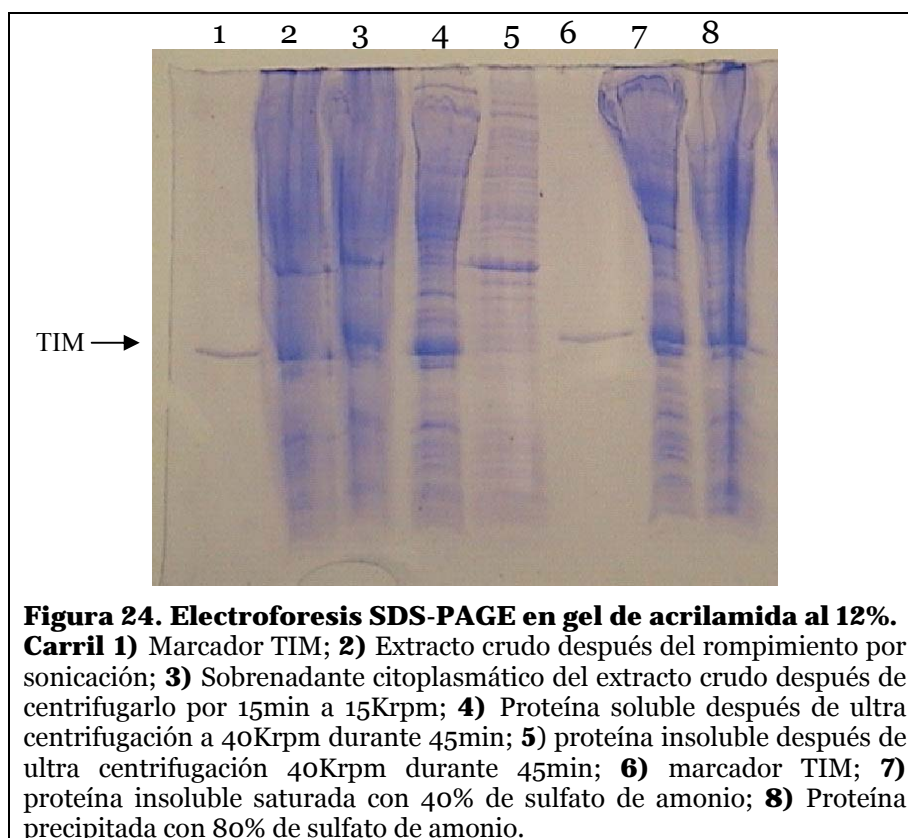 1 2 3 4 5 6 7 8
TIM
Figura 24. Electroforesis SDS-PAGE en gel de acrilamida al 12%.
Carril 1) Marcador TIM; 2) Extracto crudo después del rompimiento por
sonicación; 3) Sobrenadante citoplasmático del extracto crudo después de
centrifugarlo por 15min a 15Krpm; 4) Proteína soluble después de ultra
centrifugación a 40Krpm durante 45min; 5) proteína insoluble después de
ultra centrifugación 40Krpm durante 45min; 6) marcador TIM; 7)
proteína insoluble saturada con 40% de sulfato de amonio; 8) Proteína
precipitada con 80% de sulfato de amonio.